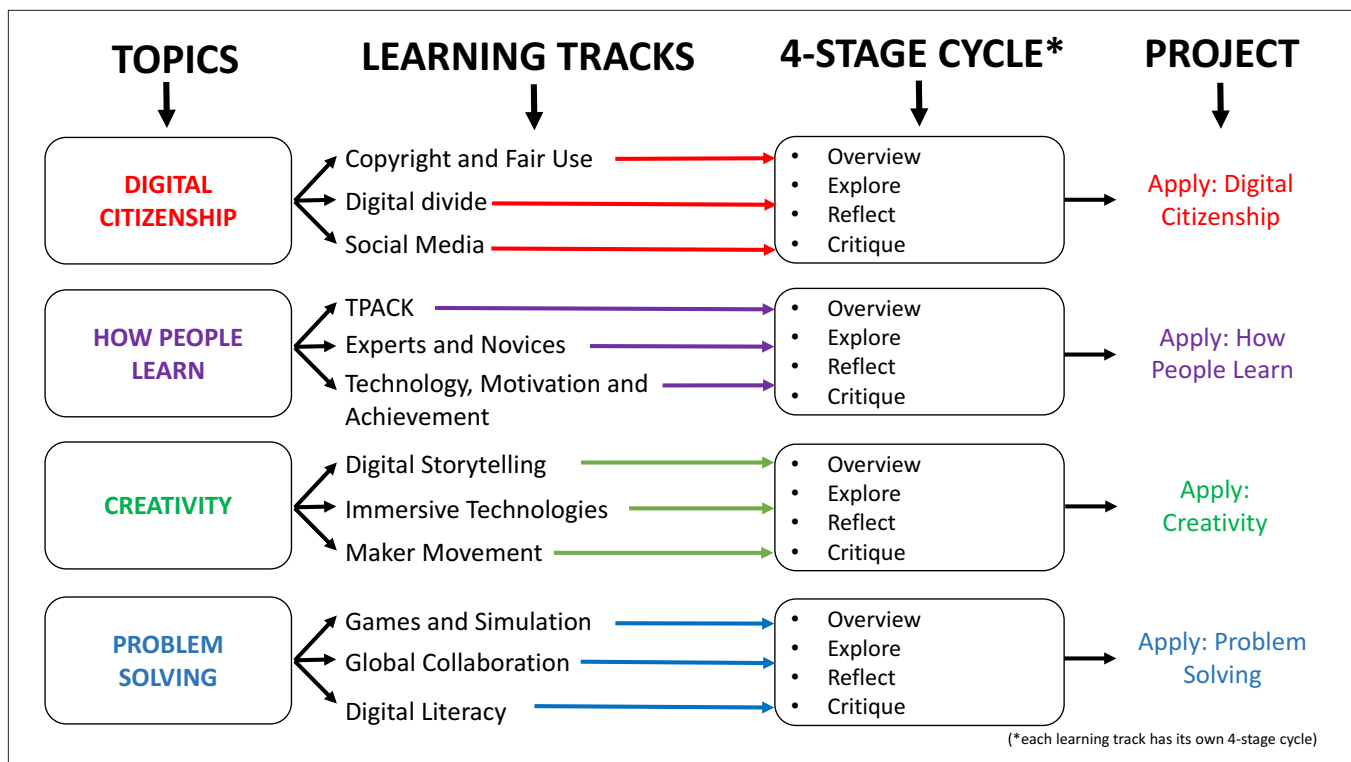 TOPICS
LEARNING TRACKS
4-STAGE CYCLE*
PROJECT
DIGITAL
CITIZENSHIP
Copyright and Fair Use
Digital divide
Social Media
• Overview
• Explore
• Reflect
• Critique
Apply: Digital
Citizenship
HOW PEOPLE
LEARN
TPACK
Experts and Novices
Technology, Motivation and
Achievement
• Overview
• Explore
• Reflect
• Critique
Apply: How
People Learn
CREATIVITY
Digital Storytelling
Immersive Technologies
Maker Movement
• Overview
• Explore
• Reflect
• Critique
Apply:
Creativity
PROBLEM
SOLVING
Games and Simulation
Global Collaboration
Digital Literacy
• Overview
• Explore
• Reflect
• Critique
Apply: Problem
Solving
(*each learning track has its own 4-stage cycle)